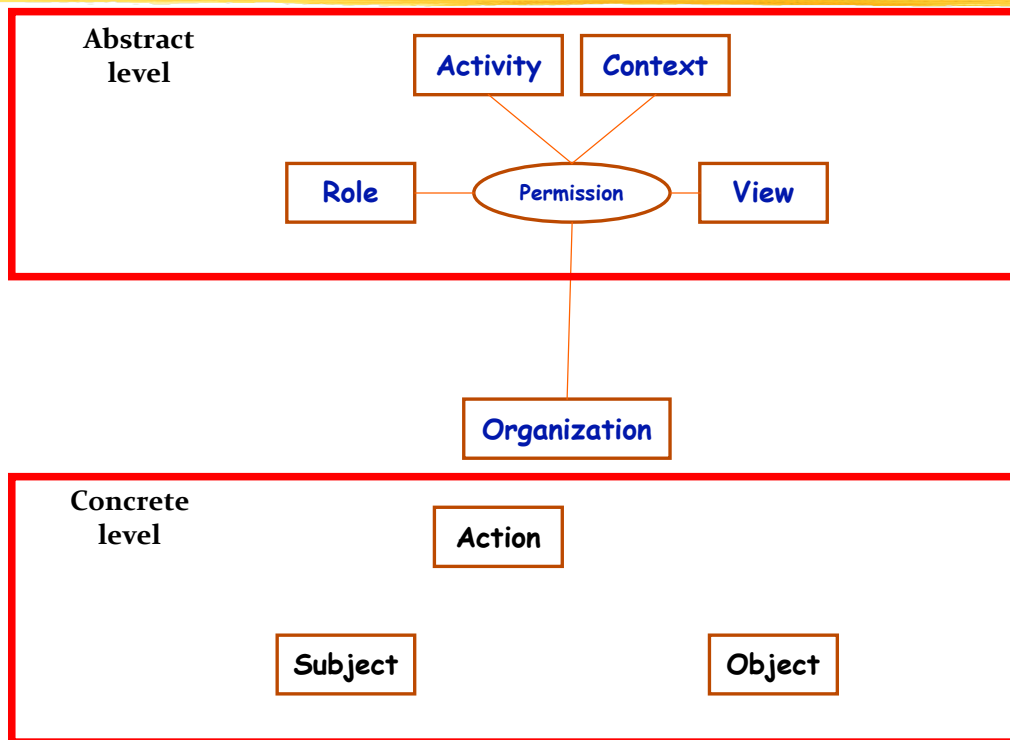 Abstract
level
Activity
Context
Role
Permission
View
Organization
Concrete
level
Action
Subject
Object